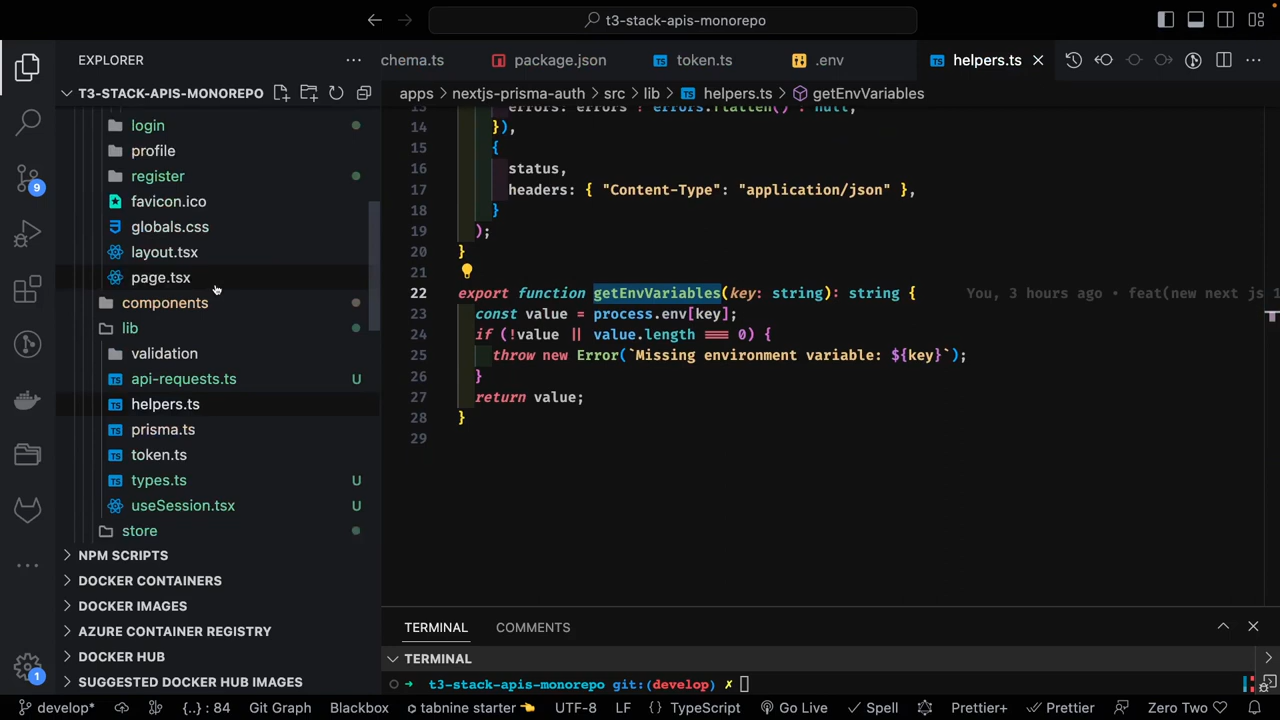 t3-stack-apis-monorepo
EXPLORER
chema.ts
package.json
token.ts
.env
helpers.ts
T3-STACK-APIS-MONOREPO
login
profile
register
favicon.ico
globals.css
layout.tsx
page.tsx
components
lib
validation
api-requests.ts U
helpers.ts
prisma.ts
token.ts
types.ts U
useSession.tsx U
store
NPM SCRIPTS
DOCKER CONTAINERS
DOCKER IMAGES
AZURE CONTAINER REGISTRY
DOCKER HUB
SUGGESTED DOCKER HUB IMAGES
9
1
apps > nextjs-prisma-auth > src > lib > helpers.ts > getEnvVariables
13 errors: errors ? errors.flatten() : null,
14 }),
15 {
16 status,
17 headers: { "Content-Type": "application/json" },
18 }
19 );
20 }
21
22 export function getEnvVariables(key: string): string { You, 3 hours ago • feat(new next js
23 const value = process.env[key];
24 if (!value || value.length === 0) {
25 throw new Error(`Missing environment variable: ${key}`);
26 }
27 return value;
28 }
29
TERMINAL COMMENTS
TERMINAL
t3-stack-apis-monorepo git:(develop) ✗
develop* {..} : 84 Git Graph Blackbox tabnine starter UTF-8 LF TypeScript Go Live Spell Prettier+ Prettier Zero Two